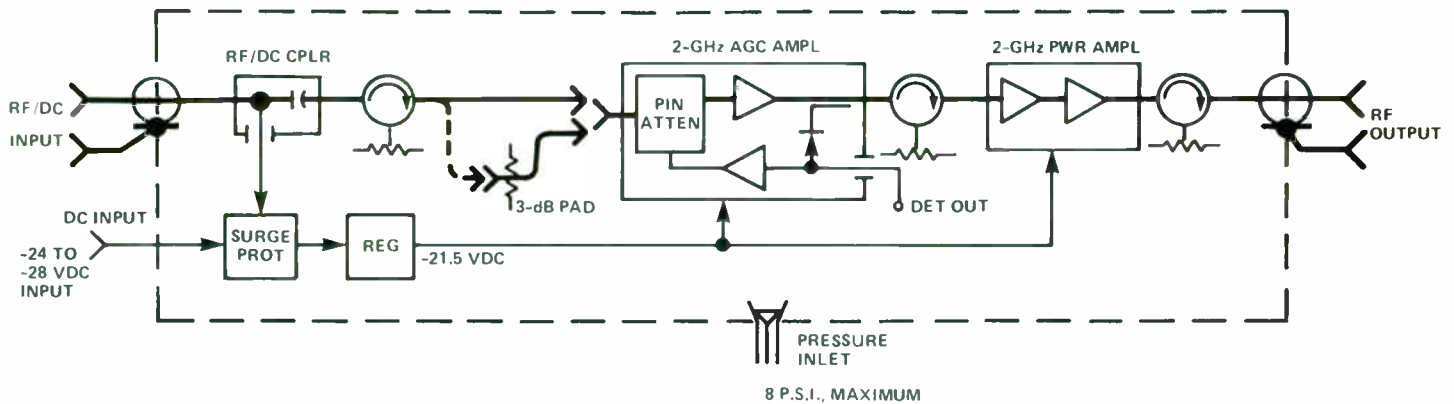 RF/DC CPLR
2-GHz AGC AMPL
2-GHz PWR AMPL
RF/DC
INPUT
PIN
ATTEN
RF
OUTPUT
3-dB PAD
DET OUT
DC INPUT
-24 TO
-28 VDC
INPUT
SURGE
PROT
REG
-21.5 VDC
PRESSURE
INLET
8 P.S.I., MAXIMUM